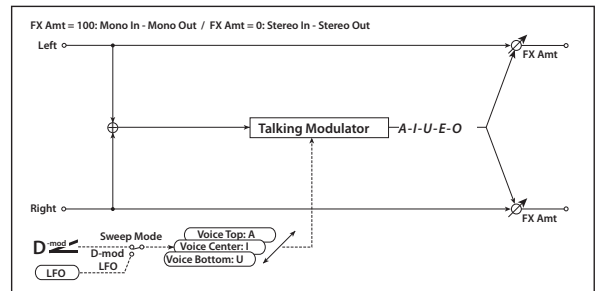 FX Amt = 100: Mono In - Mono Out / FX Amt = 0: Stereo In - Stereo Out
Left
FX Amt
Talking Modulator
A-I-U-E-O
Right
FX Amt
D-mod
Sweep Mode
D-mod
LFO
LFO
Voice Top: A
Voice Center: I
Voice Bottom: U